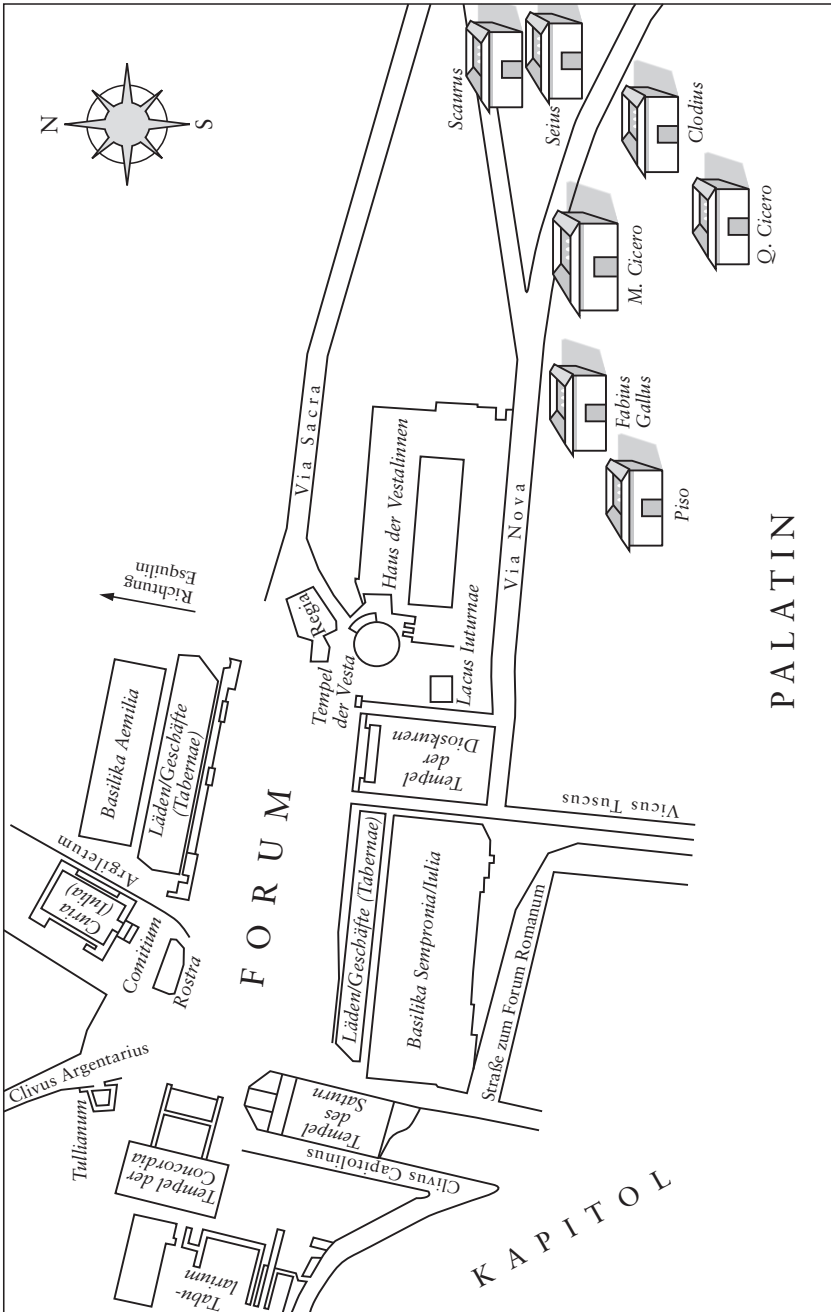 N
S
Scaurus
Seius
Clodius
M. Cicero
Q. Cicero
Fabius
Gallus
Piso
Via Sacra
Haus der Vestalinnen
Via Nova
PALATIN
Richtung
Esquilin
Regia
Tempel
der Vesta
Lacus Iuturnae
Basilika Aemilia
Läden/Geschäfte
(Tabernae)
Tempel
der
Dioskuren
Vicus Tuscus
Argiletum
Curia
(Iulia)
Comitium
Rostra
FORUM
Läden/Geschäfte (Tabernae)
Basilika Sempronia/Iulia
Straße zum Forum Romanum
Clivus Argentarius
Tullianum
Tempel der
Concordia
Tempel
des
Saturn
Clivus Capitolinus
Tabu-
larium
KAPITOL